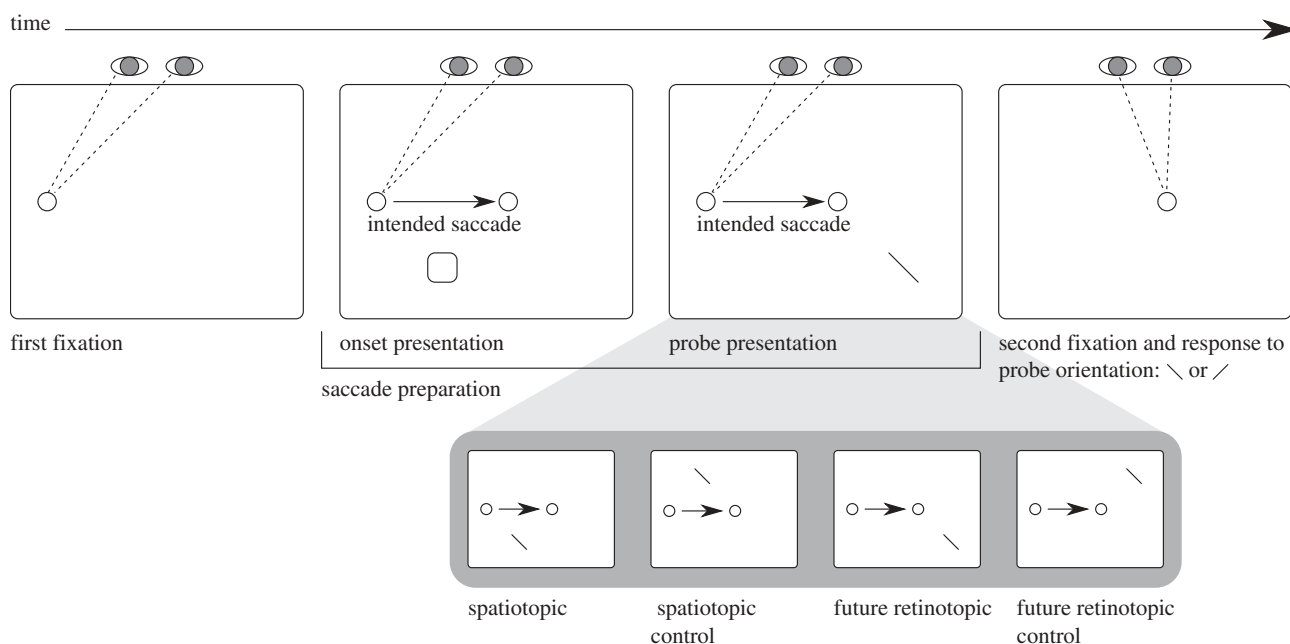 time
intended saccade
intended saccade
first fixation
onset presentation
probe presentation
second fixation and response to
probe orientation: \ or /
saccade preparation
spatiotopic
spatiotopic
control
future retinotopic
future retinotopic
control